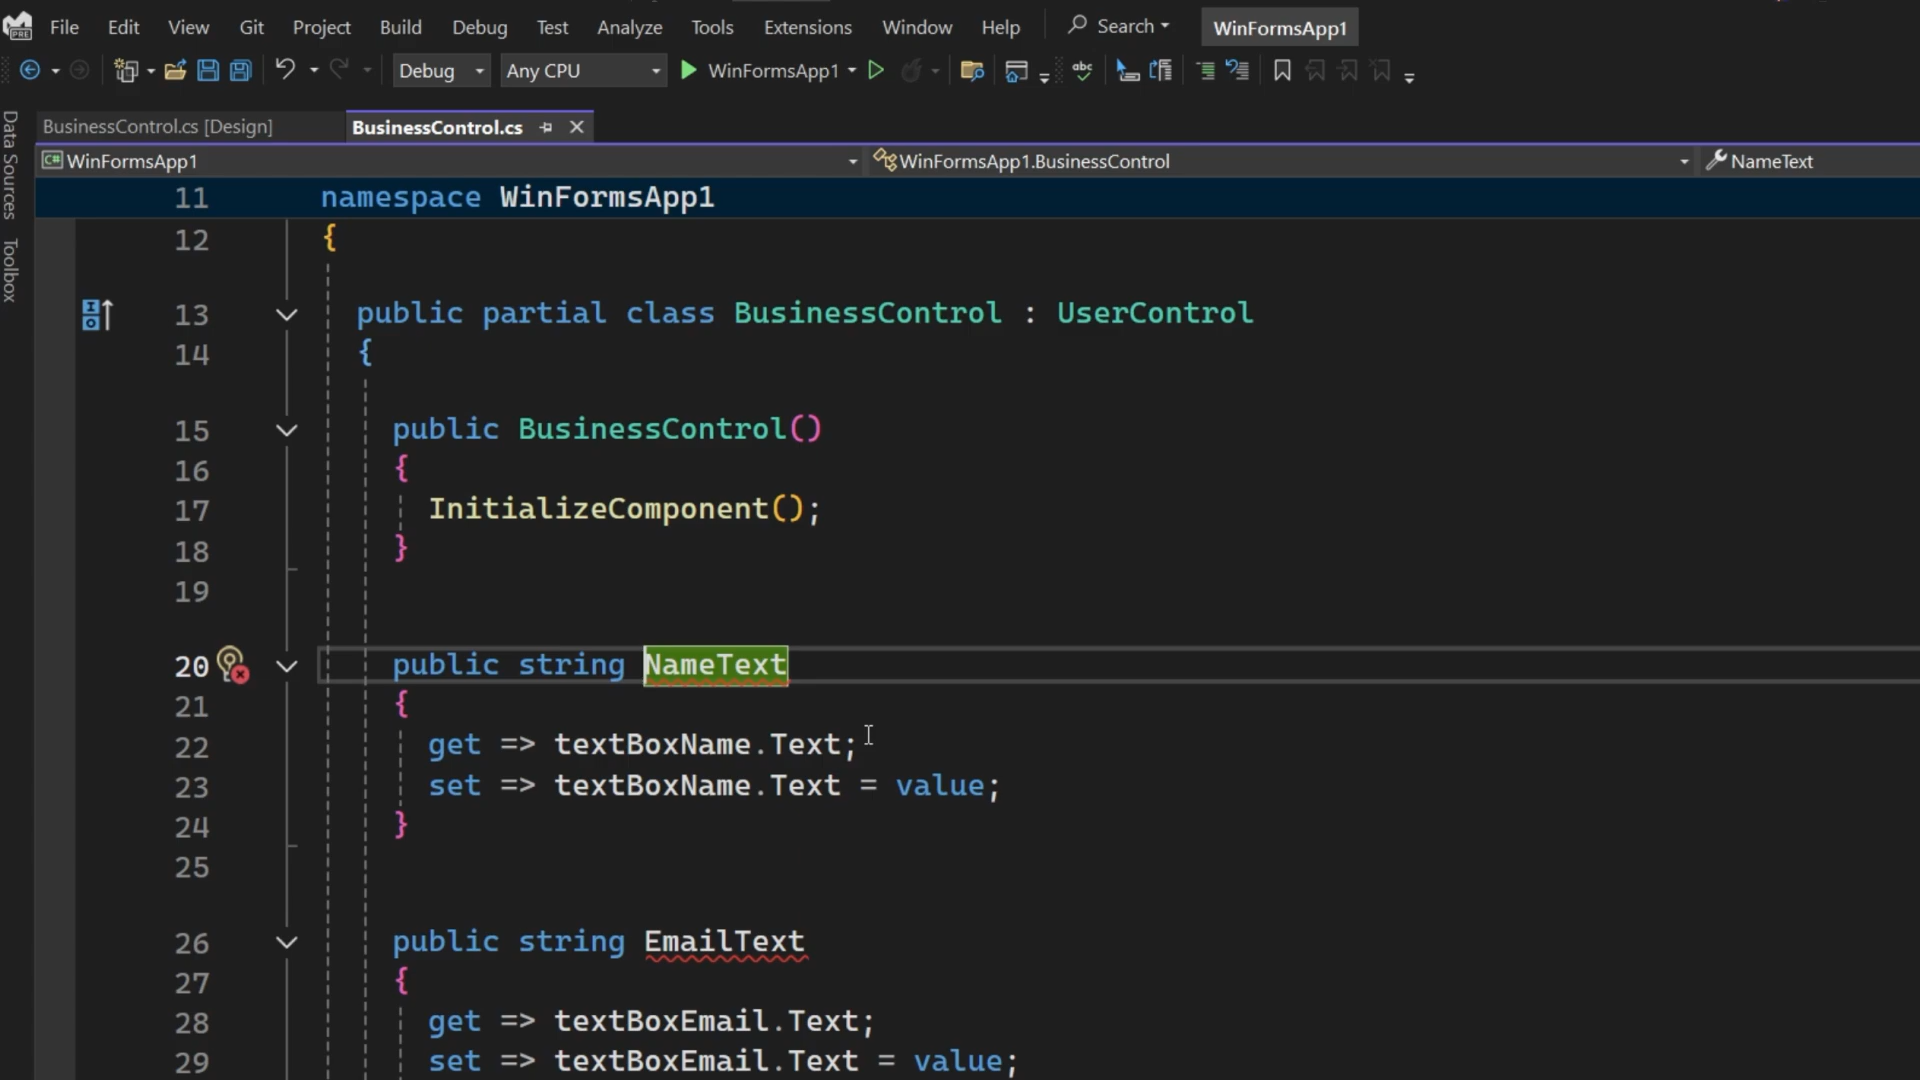 File Edit View Git Project Build Debug Test Analyze Tools Extensions Window Help Search WinFormsApp1
Debug Any CPU WinFormsApp1 abc
Data Sources
Toolbox
BusinessControl.cs [Design] BusinessControl.cs
C# WinFormsApp1 WinFormsApp1.BusinessControl NameText
11 namespace WinFormsApp1
12 {
13 public partial class BusinessControl : UserControl
14 {
15 public BusinessControl()
16 {
17 InitializeComponent();
18 }
19
20 public string NameText
21 {
22 get => textBoxName.Text;
23 set => textBoxName.Text = value;
24 }
25
26 public string EmailText
27 {
28 get => textBoxEmail.Text;
29 set => textBoxEmail.Text = value;